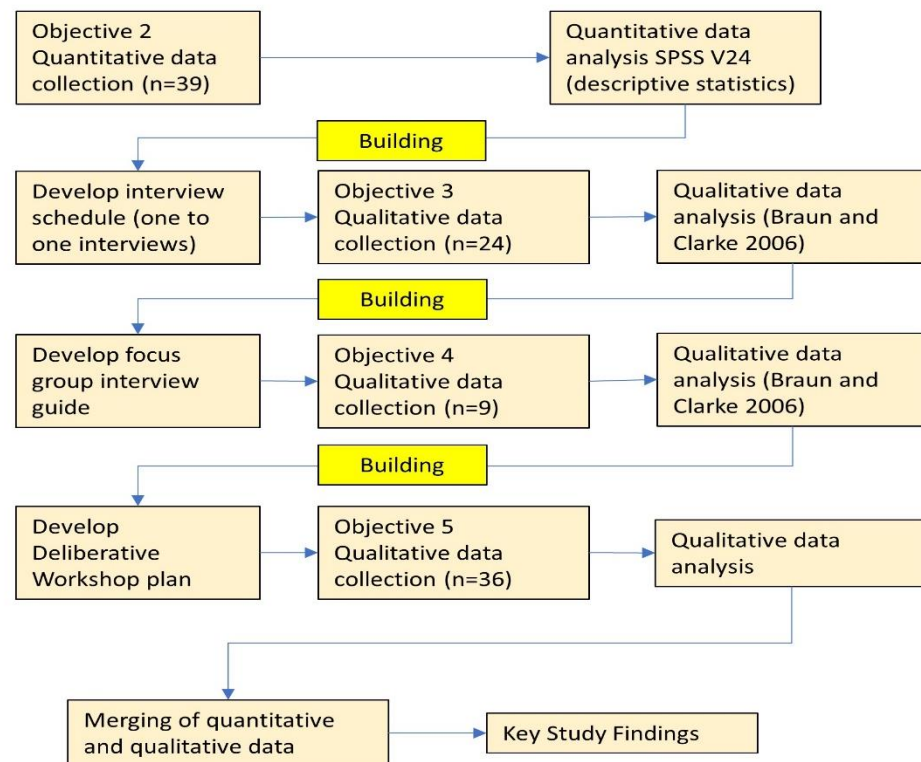 Objective 2
Quantitative data
collection (n=39)
Quantitative data
analysis SPSS V24
(descriptive statistics)
Building
Develop interview
schedule (one to
one interviews)
Objective 3
Qualitative data
collection (n=24)
Qualitative data
analysis (Braun and
Clarke 2006)
Building
Develop focus
group interview
guide
Objective 4
Qualitative data
collection (n=9)
Qualitative data
analysis (Braun and
Clarke 2006)
Building
Develop
Deliberative
Workshop plan
Objective 5
Qualitative data
collection (n=36)
Qualitative data
analysis
Merging of quantitative
and qualitative data
Key Study Findings